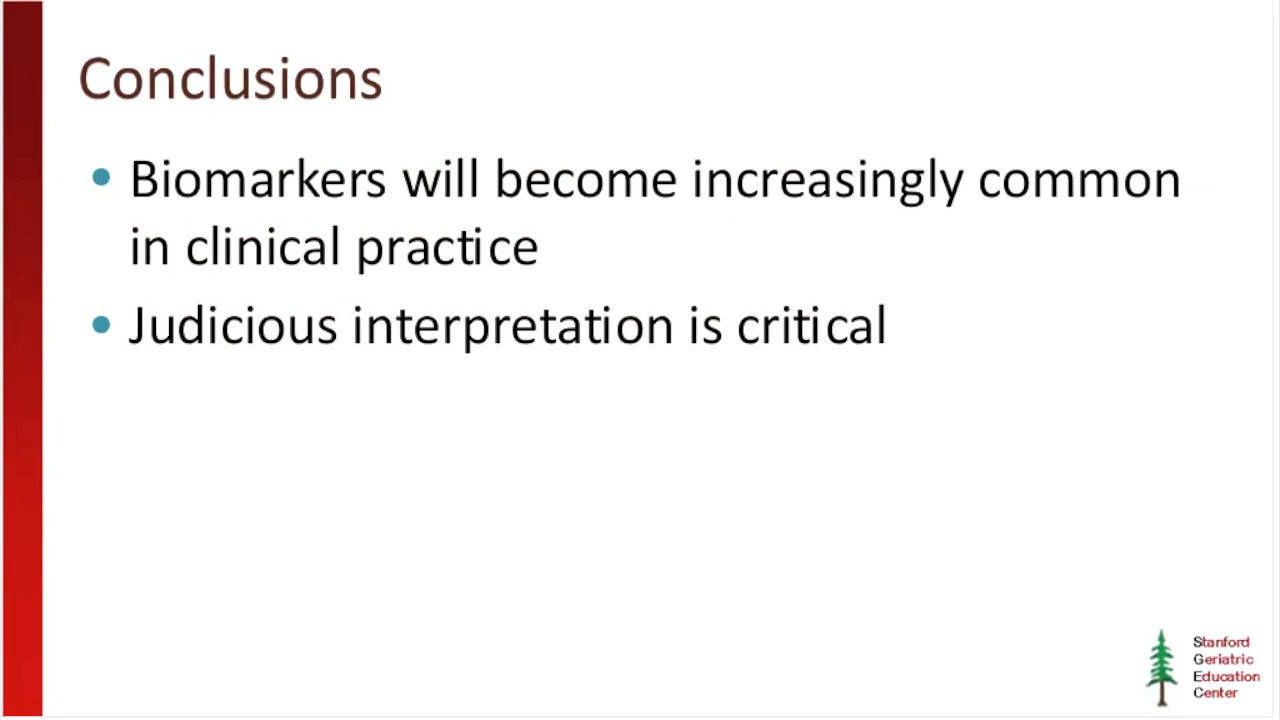 Conclusions
• Biomarkers will become increasingly common
in clinical practice
• Judicious interpretation is critical
Stanford
Geriatric
Education
Center